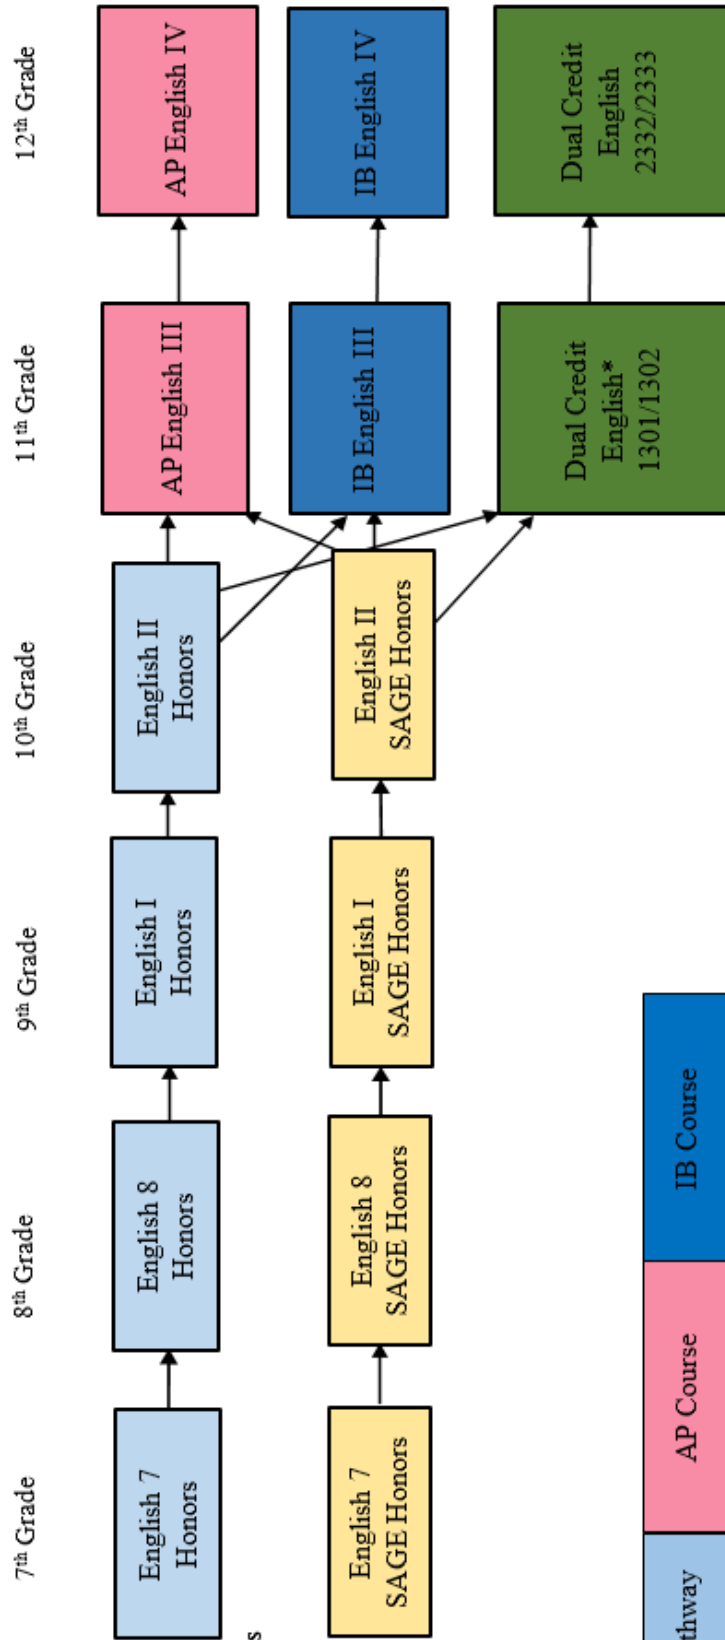 7th Grade
8th Grade
9th Grade
10th Grade
11th Grade
12th Grade
English 7
Honors
English 8
Honors
English I
Honors
English II
Honors
AP English III
AP English IV
IB English III
IB English IV
English 7
SAGE Honors
English 8
SAGE Honors
English I
SAGE Honors
English II
SAGE Honors
Dual Credit
English*
1301/1302
Dual Credit
English
2332/2333
s
thway
AP Course
IB Course